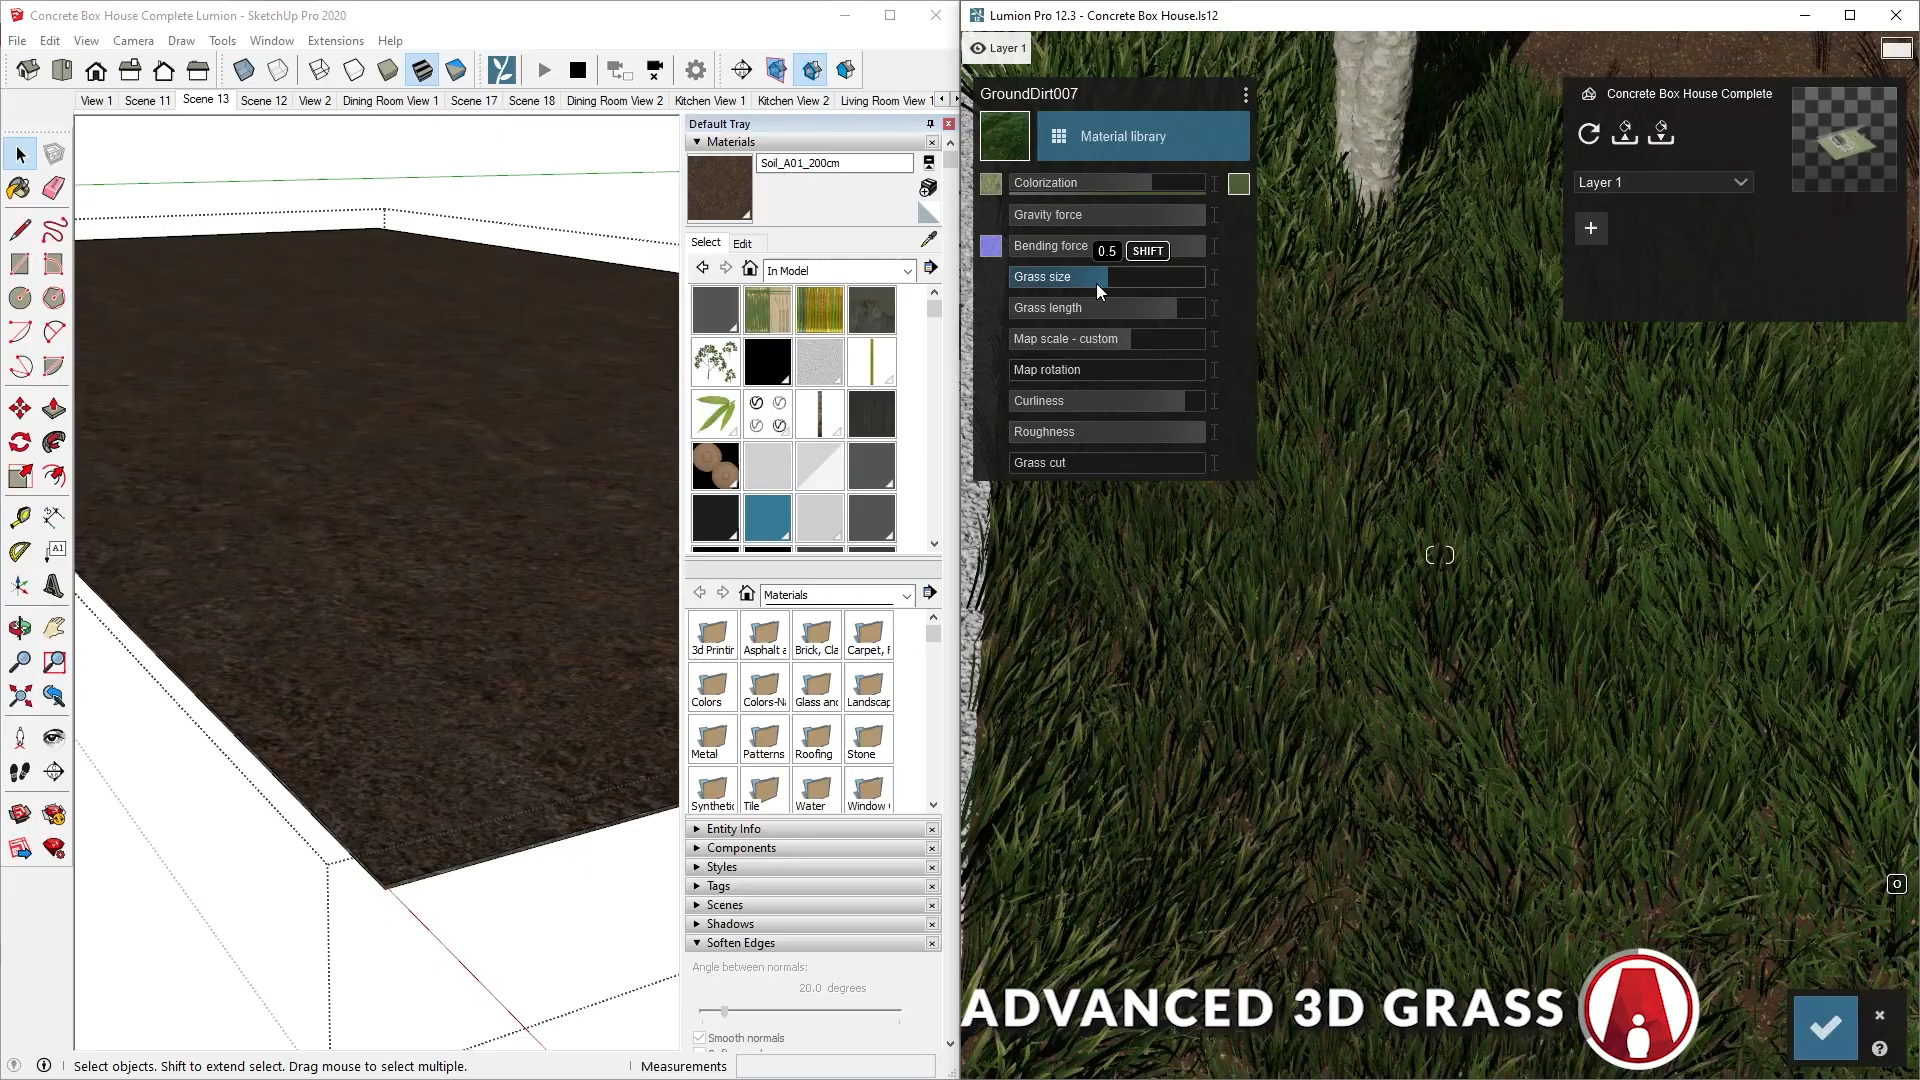 Concrete Box House Complete Lumion - SketchUp Pro 2020
File Edit View Camera Draw Tools Window Extensions Help
View 1 Scene 11 Scene 13 Scene 12 View 2 Dining Room View 1 Scene 17 Scene 18 Dining Room View 2 Kitchen View 1 Kitchen View 2 Living Room View 1
Default Tray
Materials
Soil_A01_200cm
Select Edit
In Model
A1
Materials
3d Printir Asphalt a Brick, Cla Carpet, F
Colors Colors-N Glass and Landscap
Metal Patterns Roofing Stone
Synthetic Tile Water Window
Entity Info
Components
Styles
Tags
Scenes
Shadows
Soften Edges
Angle between normals:
20.0 degrees
Smooth normals
Select objects. Shift to extend select. Drag mouse to select multiple.
Measurements
Lumion Pro 12.3 - Concrete Box House.ls12
Layer 1
GroundDirt007
Material library
Colorization
Gravity force
Bending force
0.5 SHIFT
Grass size
Grass length
Map scale - custom
Map rotation
Curliness
Roughness
Grass cut
Concrete Box House Complete
Layer 1
+
O
ADVANCED 3D GRASS
?